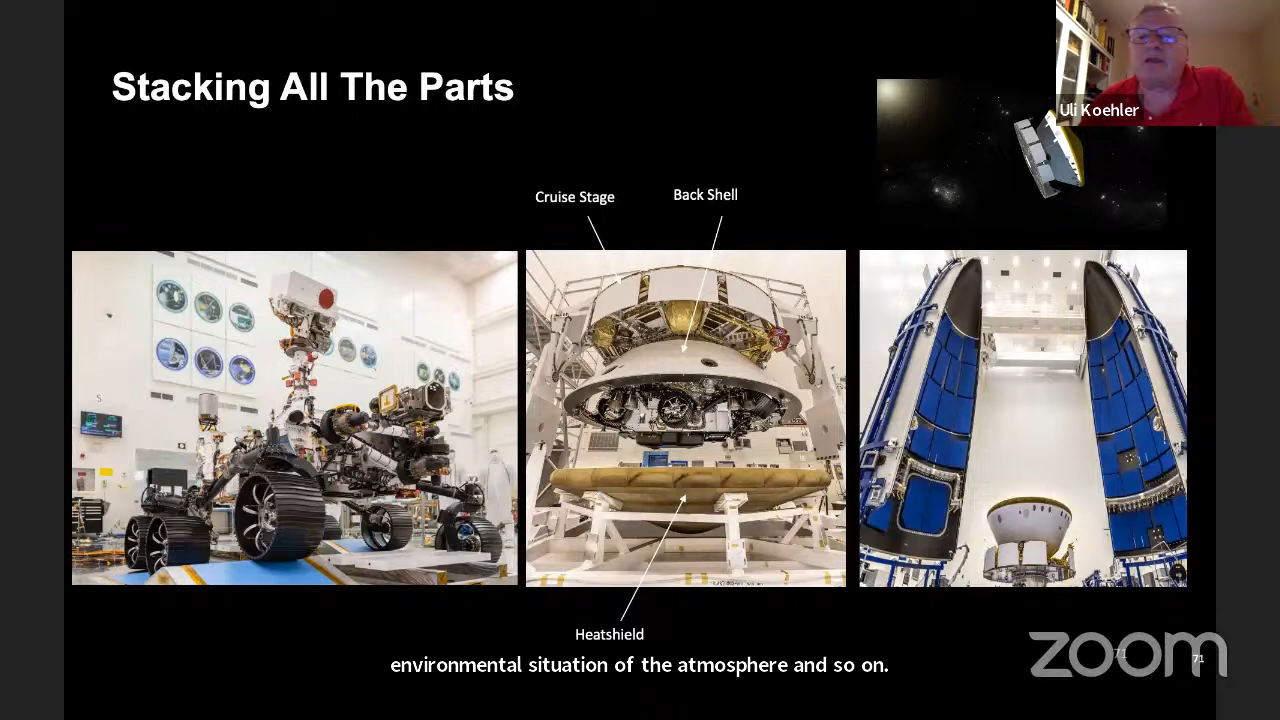 Stacking All The Parts
Uli Koehler
Cruise Stage
Back Shell
Heatshield
environmental situation of the atmosphere and so on.
zoom
71
71